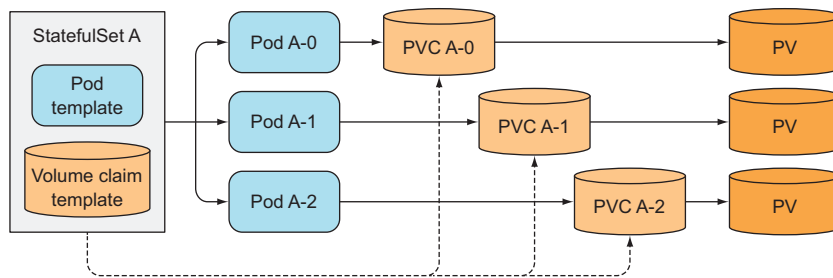 StatefulSet A
Pod
template
Volume claim
template
Pod A-0
PVC A-0
PV
Pod A-1
PVC A-1
PV
Pod A-2
PVC A-2
PV